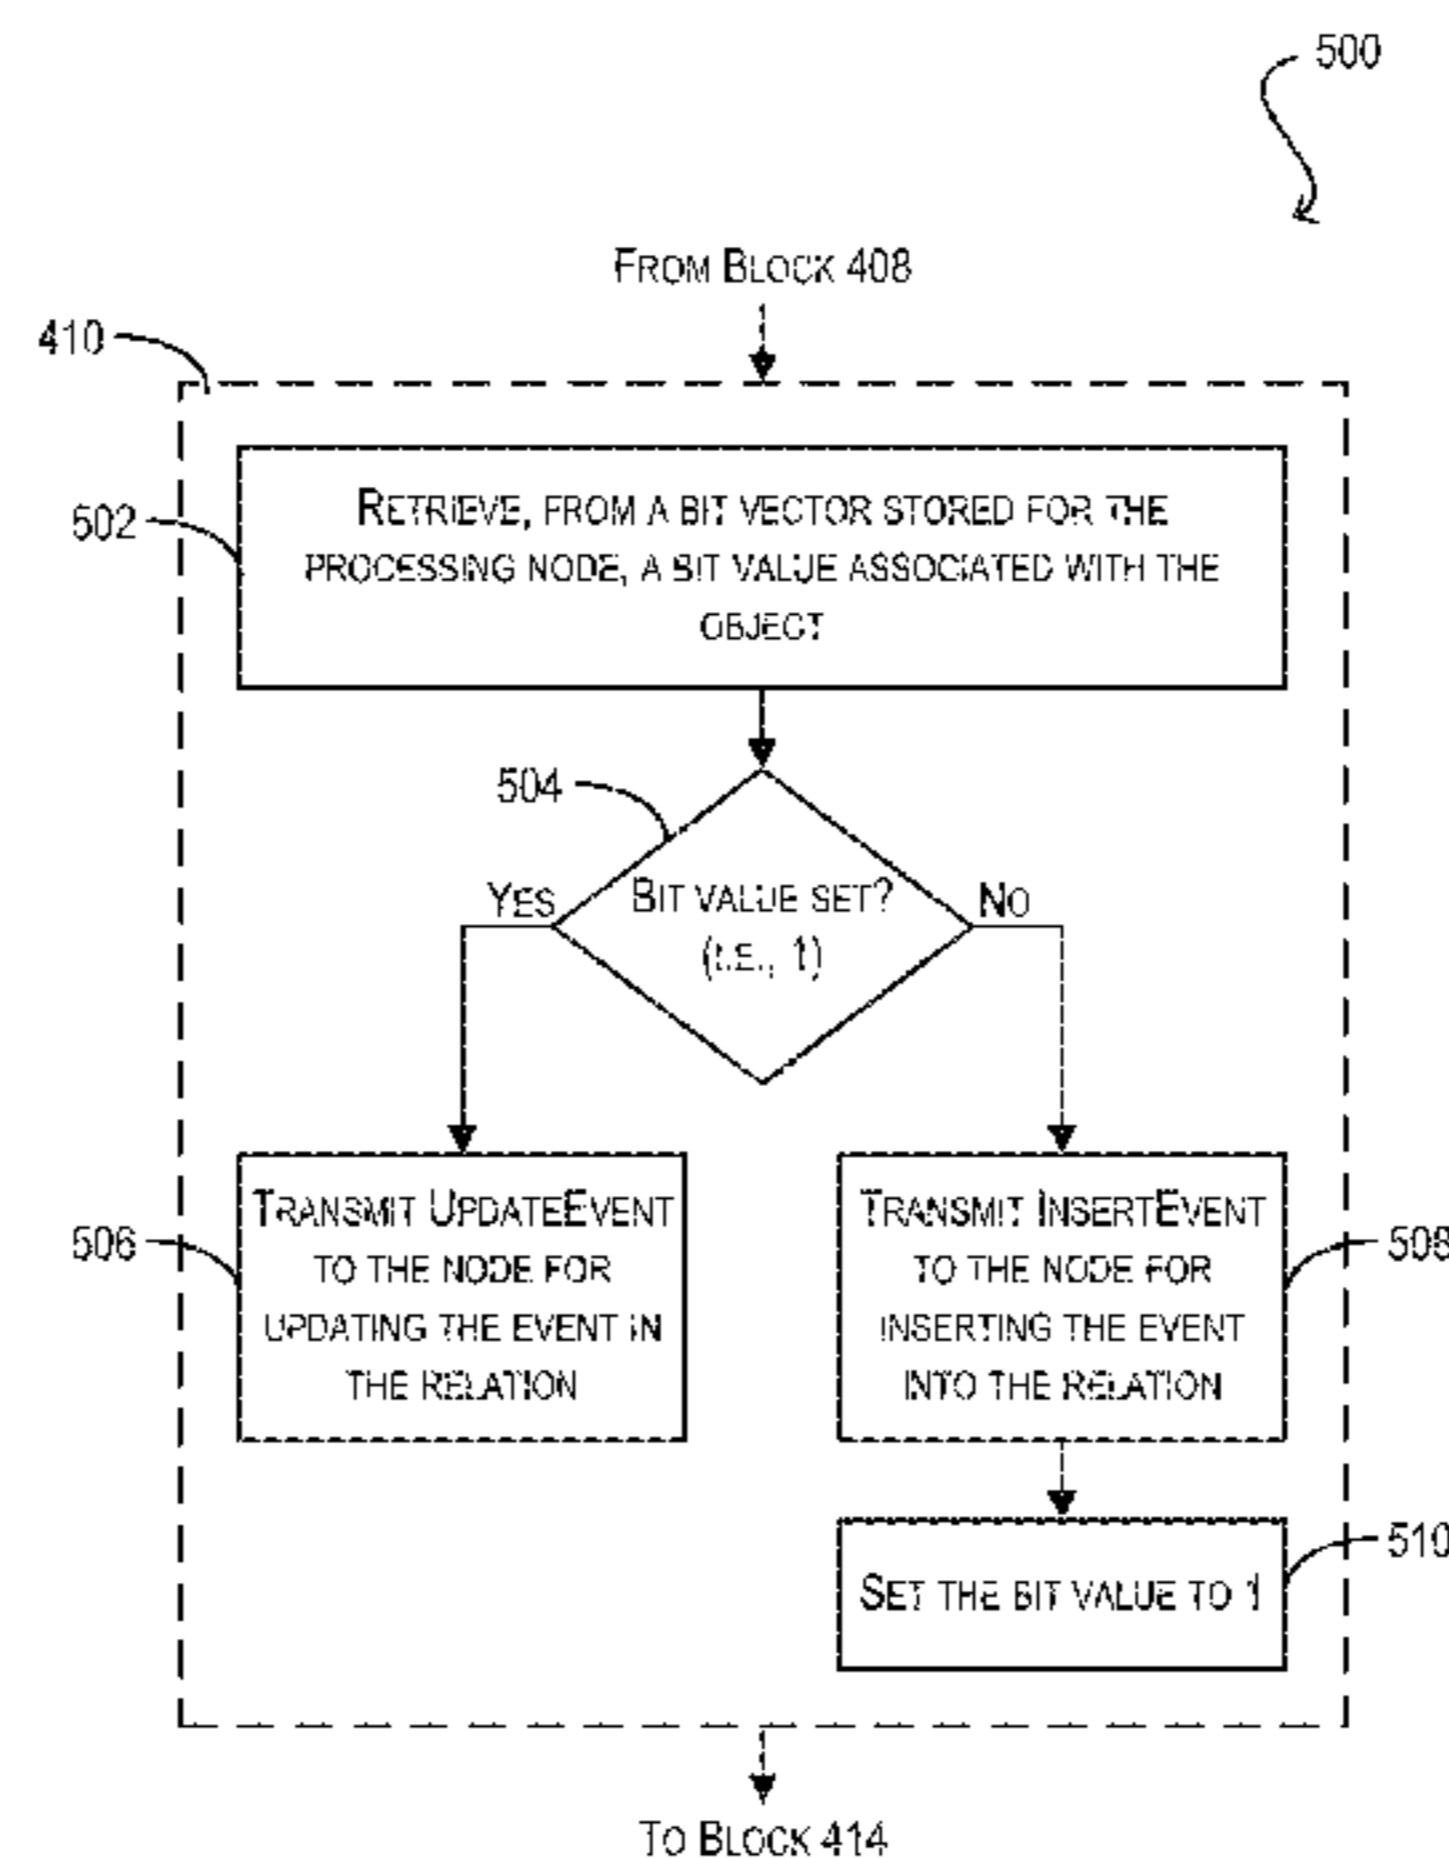 500
FROM BLOCK 408
410
502
RETRIEVE, FROM A BIT VECTOR STORED FOR THE
PROCESSING NODE, A BIT VALUE ASSOCIATED WITH THE
OBJECT
504
YES
BIT VALUE SET?
NO
(I.E., 1)
506
TRANSMIT UPDATEEVENT
TO THE NODE FOR
UPDATING THE EVENT IN
THE RELATION
TRANSMIT INSERTEVENT
TO THE NODE FOR
INSERTING THE EVENT
INTO THE RELATION
508
SET THE BIT VALUE TO 1
510
TO BLOCK 414